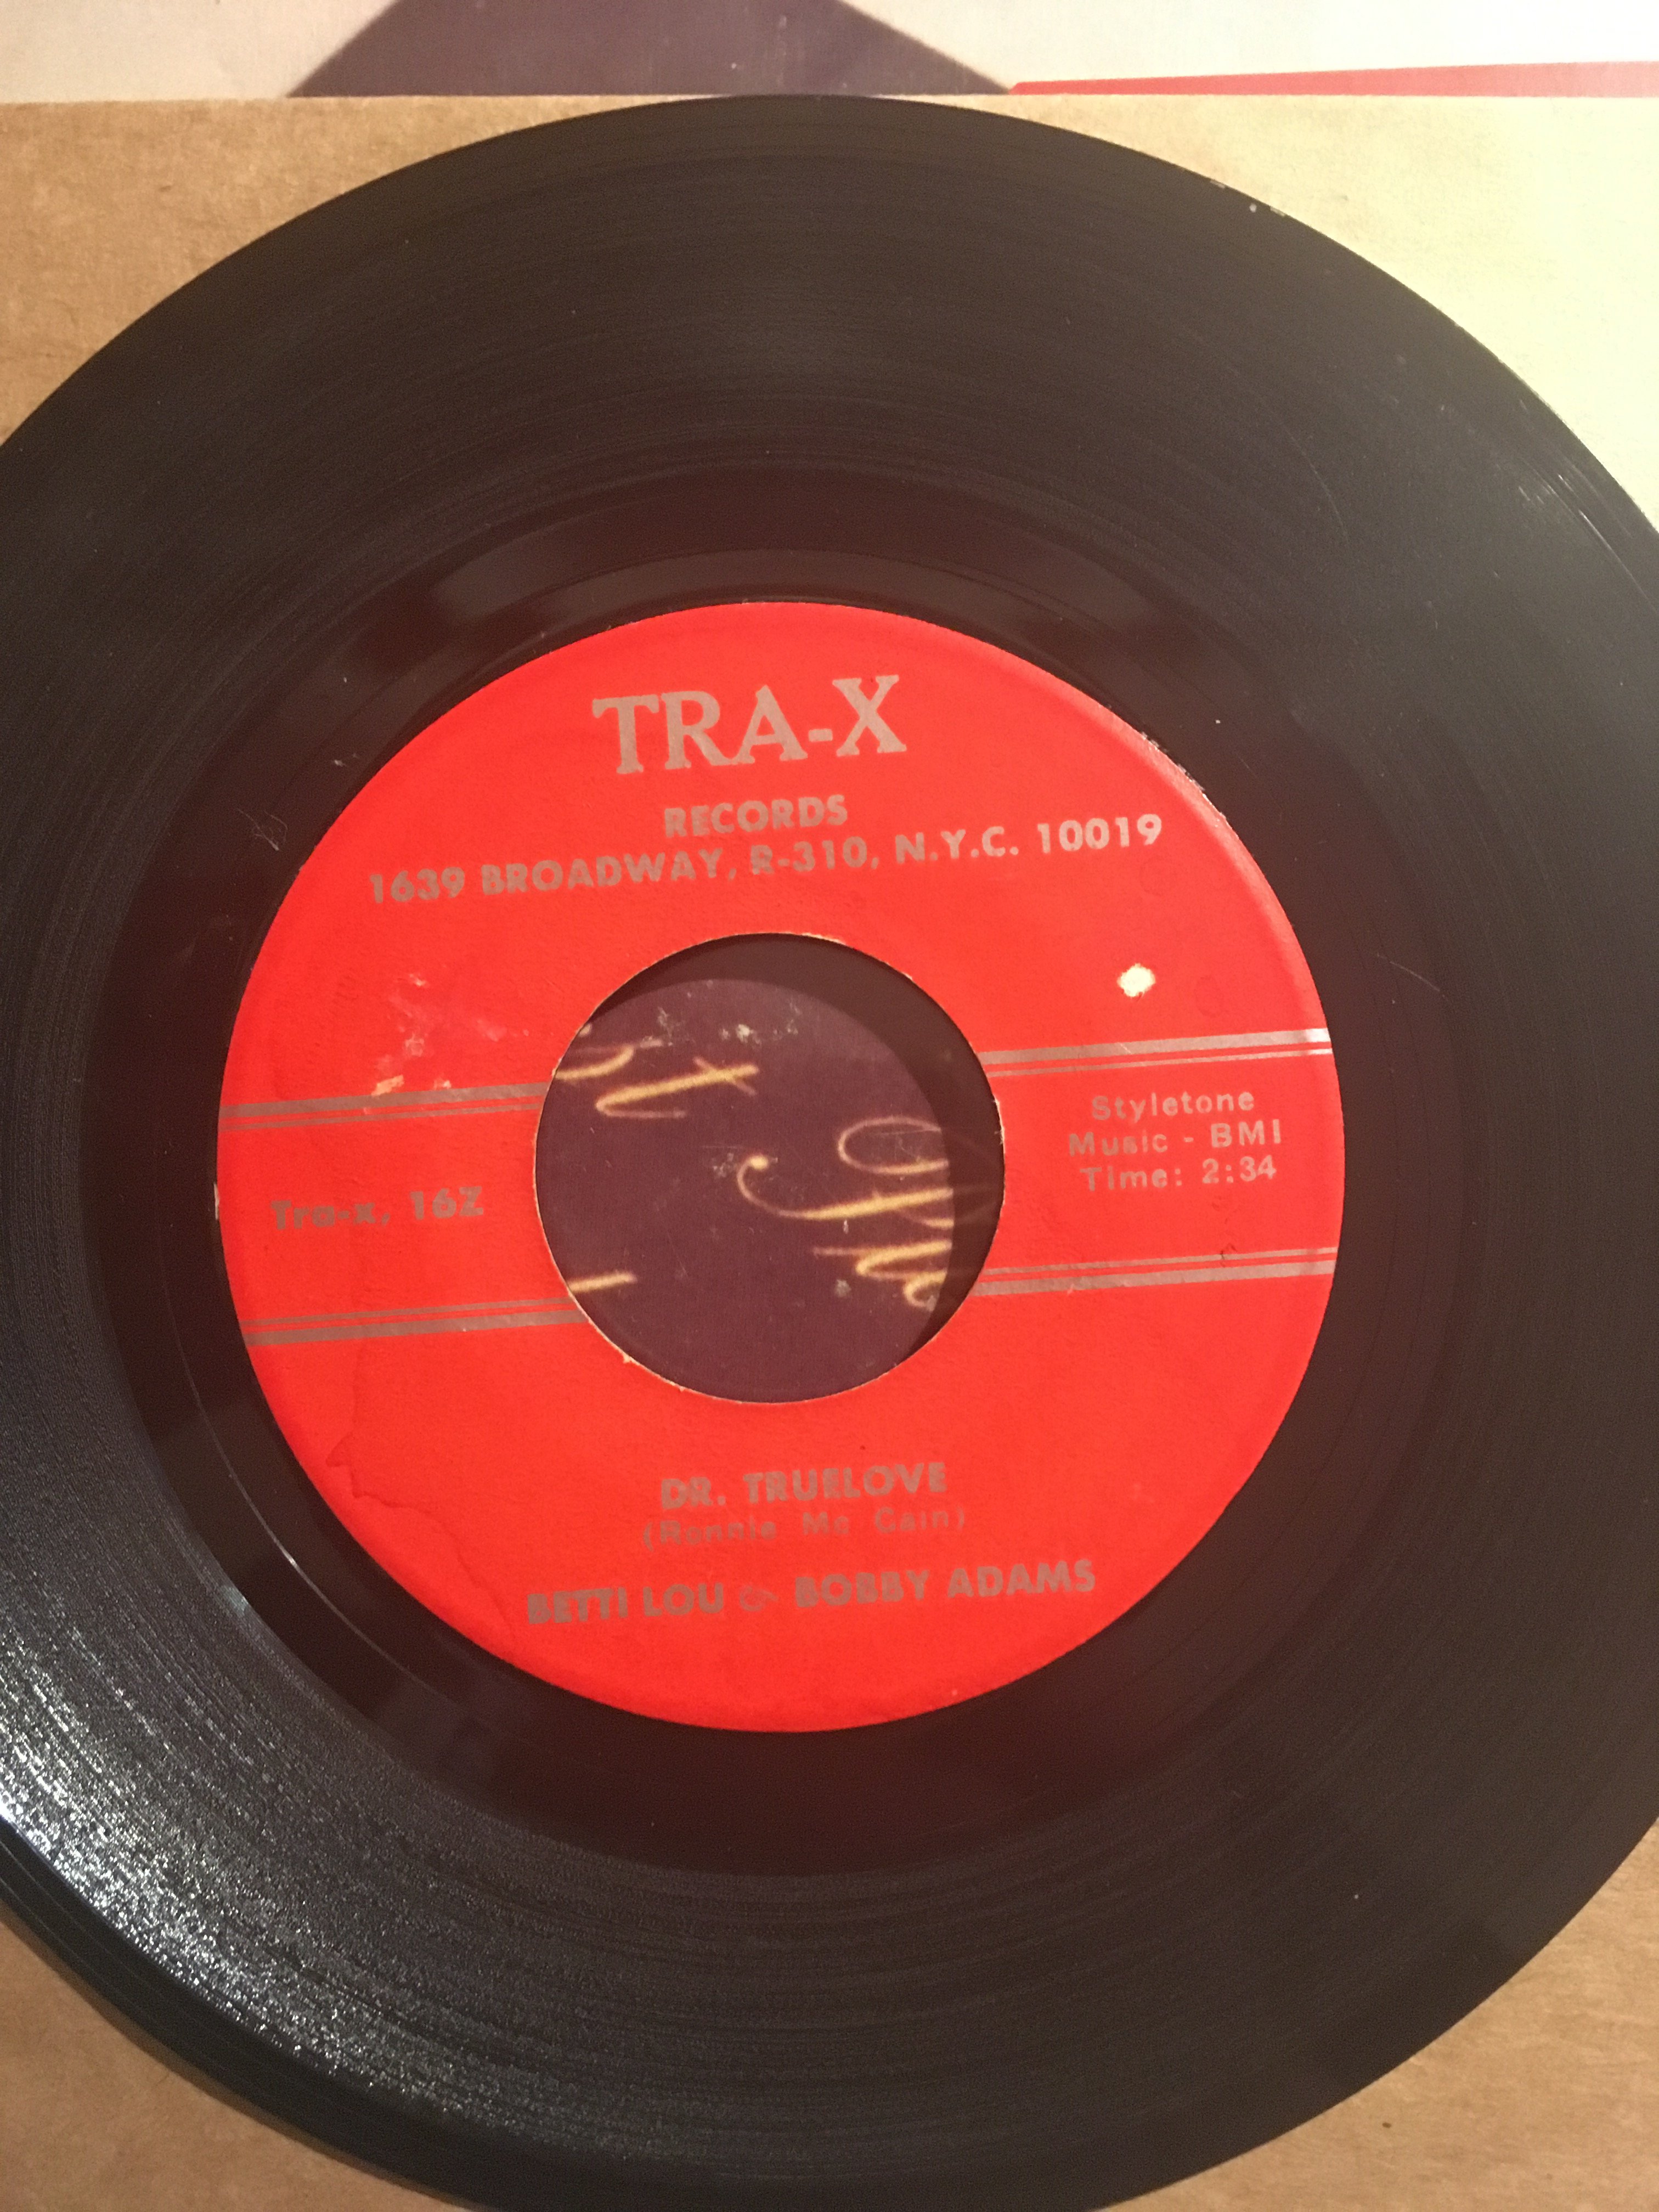 TRA-X
RECORDS
1639 BROADWAY, R-310, N.Y.C. 10019
Styletone
Music - BMI
Time: 2:34
Tra-x. 16Z
DR. TRUELOVE
(Ronnie Mc Cain)
BETTI LOU & BOBBY ADAMS